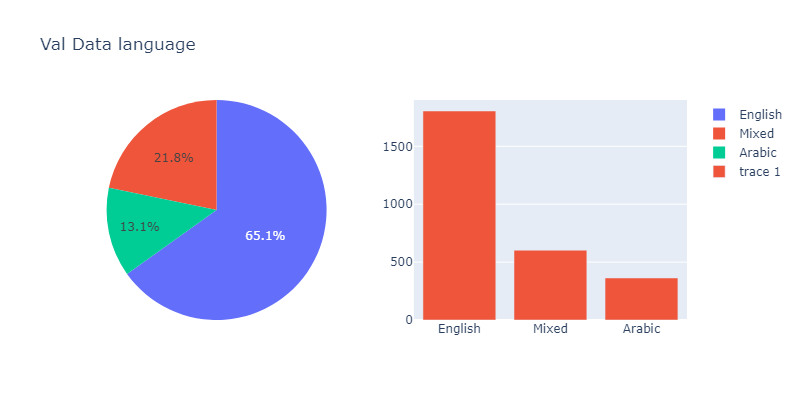 Val Data language
65.1%
21.8%
13.1%
0
500
1000
1500
English
Mixed
Arabic
English
Mixed
Arabic
trace 1